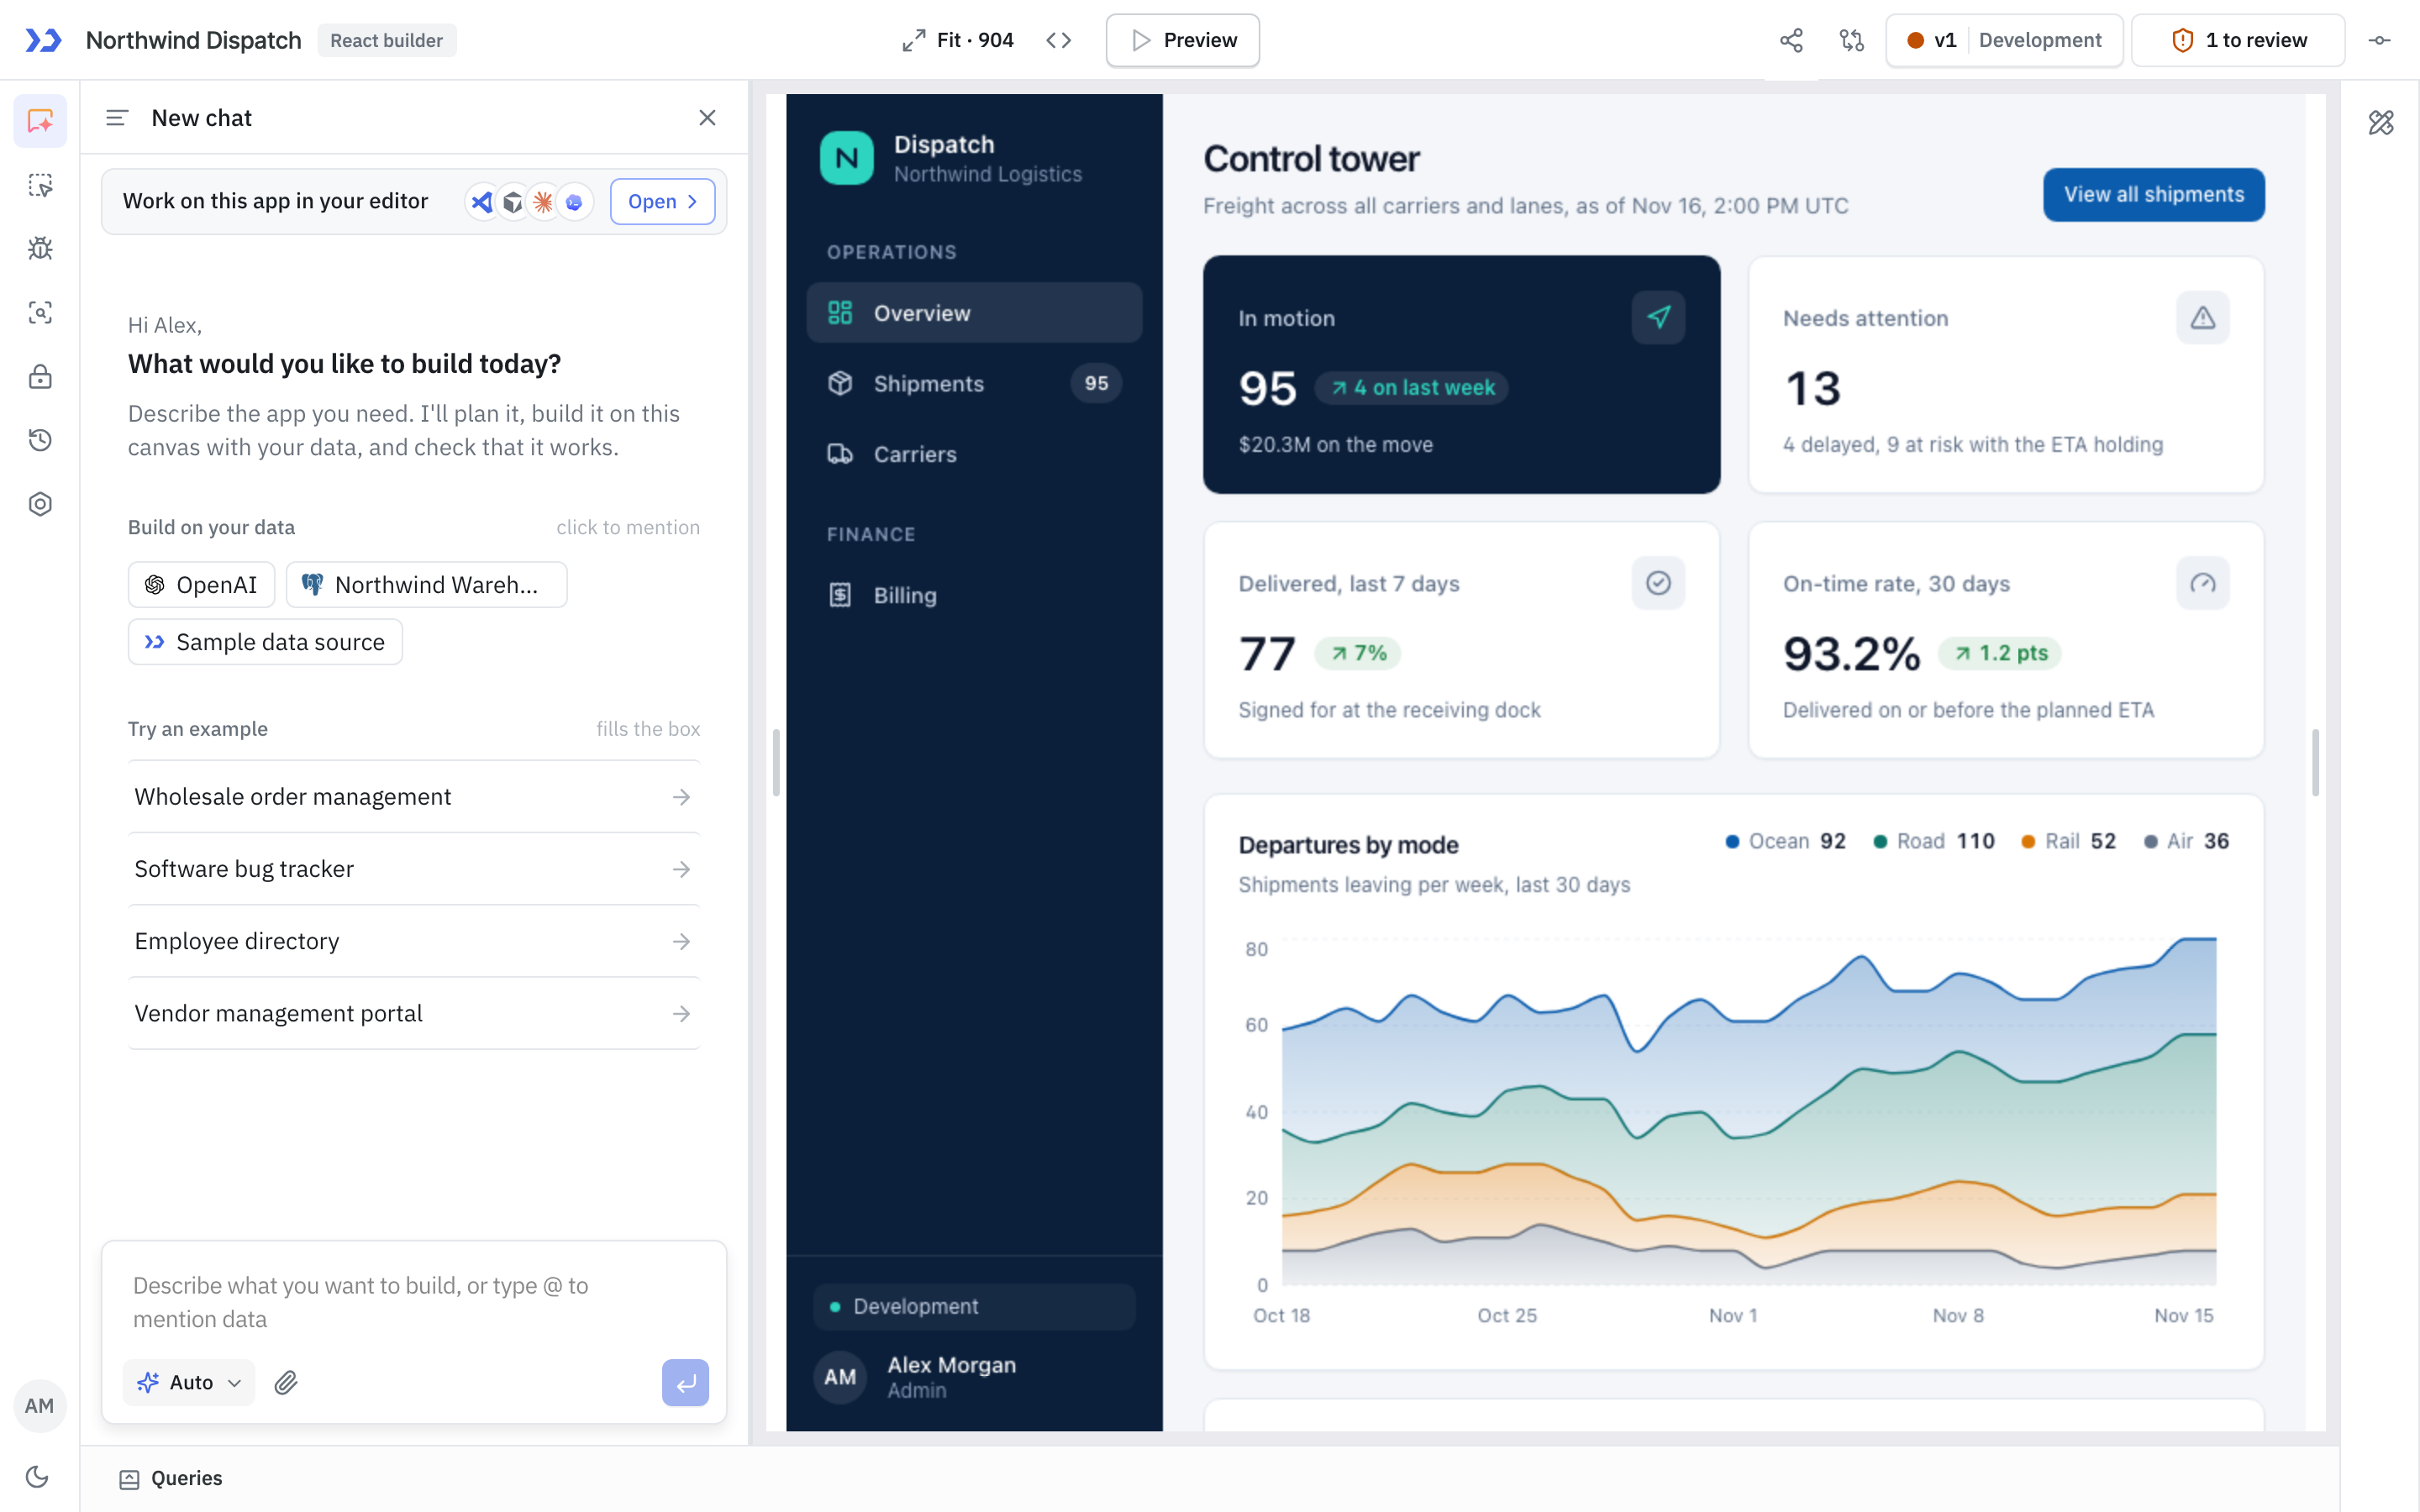 Northwind Dispatch
React builder
Fit · 904
Preview
v1
Development
1 to review
New chat
Work on this app in your editor
Open
Hi Alex,
What would you like to build today?
Describe the app you need. I'll plan it, build it on this
canvas with your data, and check that it works.
Build on your data
click to mention
OpenAI
Northwind Wareh...
Sample data source
Try an example
fills the box
Wholesale order management
Software bug tracker
Employee directory
Vendor management portal
Describe what you want to build, or type @ to
mention data
Auto
AM
Queries
N
Dispatch
Northwind Logistics
OPERATIONS
Overview
Shipments
95
Carriers
FINANCE
Billing
Development
AM
Alex Morgan
Admin
Control tower
Freight across all carriers and lanes, as of Nov 16, 2:00 PM UTC
View all shipments
In motion
95
4 on last week
$20.3M on the move
Needs attention
13
4 delayed, 9 at risk with the ETA holding
Delivered, last 7 days
77
7%
Signed for at the receiving dock
On-time rate, 30 days
93.2%
1.2 pts
Delivered on or before the planned ETA
Departures by mode
Shipments leaving per week, last 30 days
Ocean 92
Road 110
Rail 52
Air 36
80
60
40
20
0
Oct 18
Oct 25
Nov 1
Nov 8
Nov 15